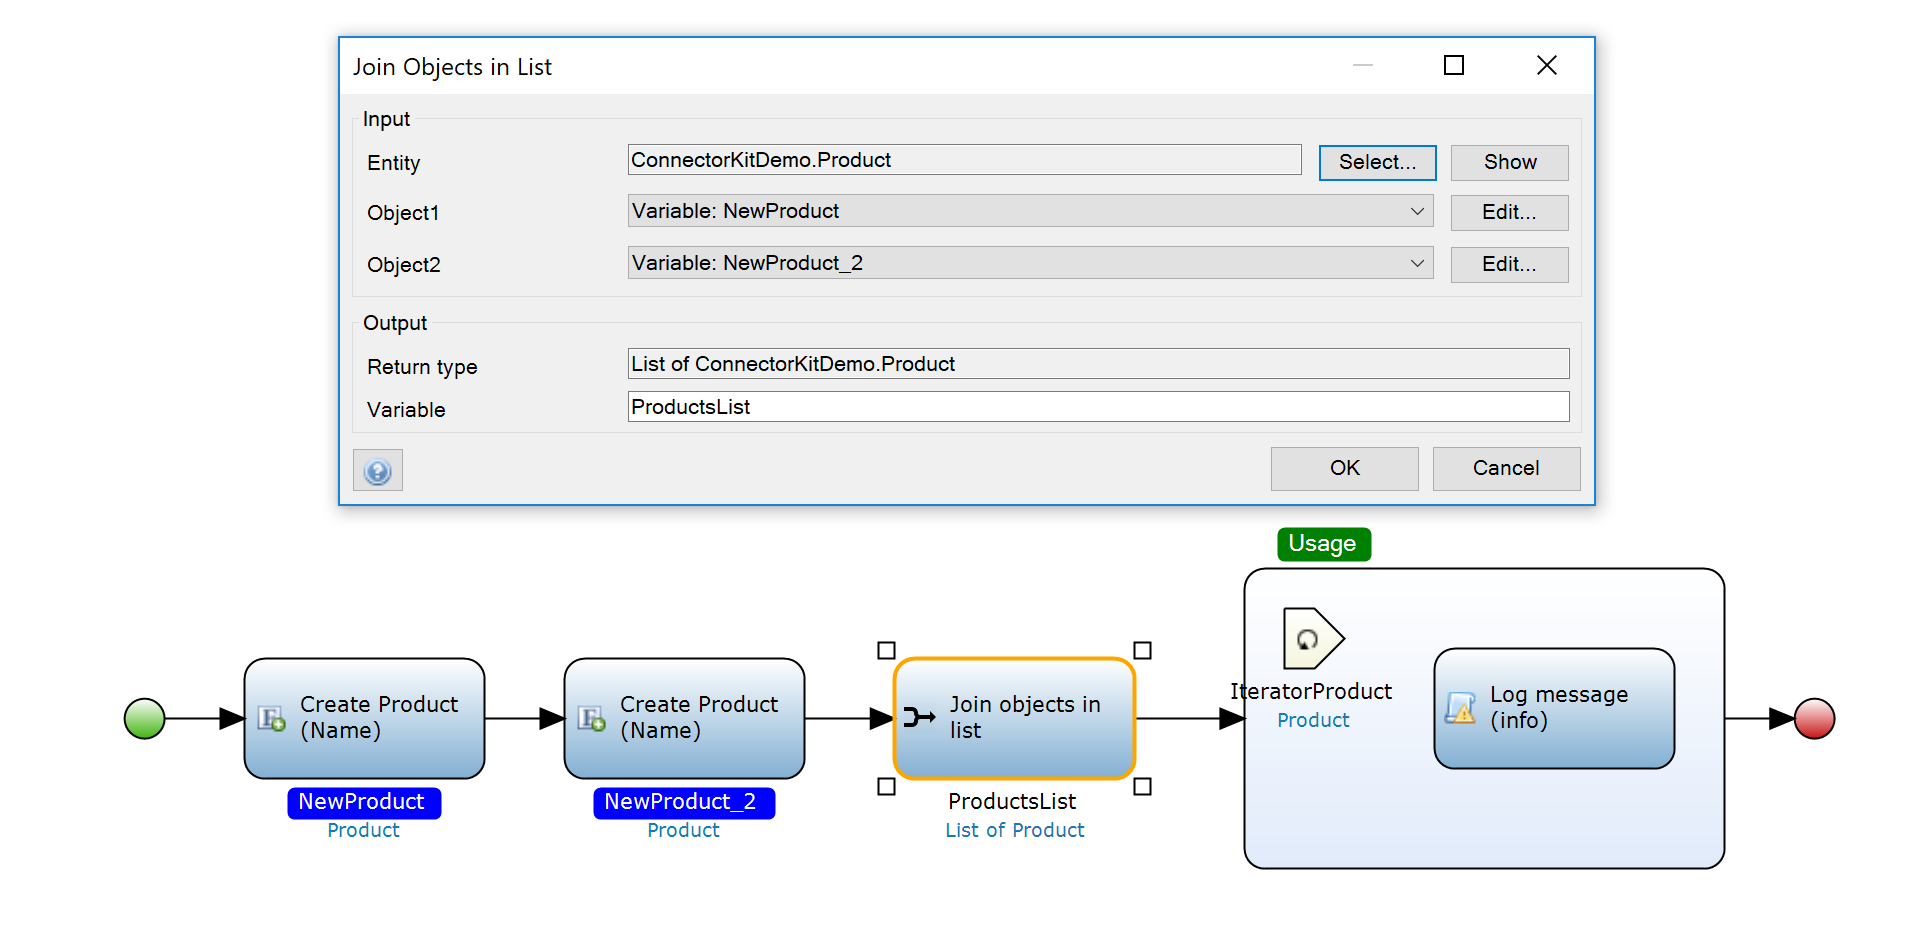 Join Objects in List
Input
Entity
ConnectorKitDemo.Product
Select...
Show
Object1
Variable: NewProduct
Edit...
Object2
Variable: NewProduct_2
Edit...
Output
Return type
List of ConnectorKitDemo.Product
Variable
ProductsList
OK
Cancel
Usage
Create Product
(Name)
NewProduct
Product
Create Product
(Name)
NewProduct_2
Product
Join objects in
list
ProductsList
List of Product
IteratorProduct
Product
Log message
(info)